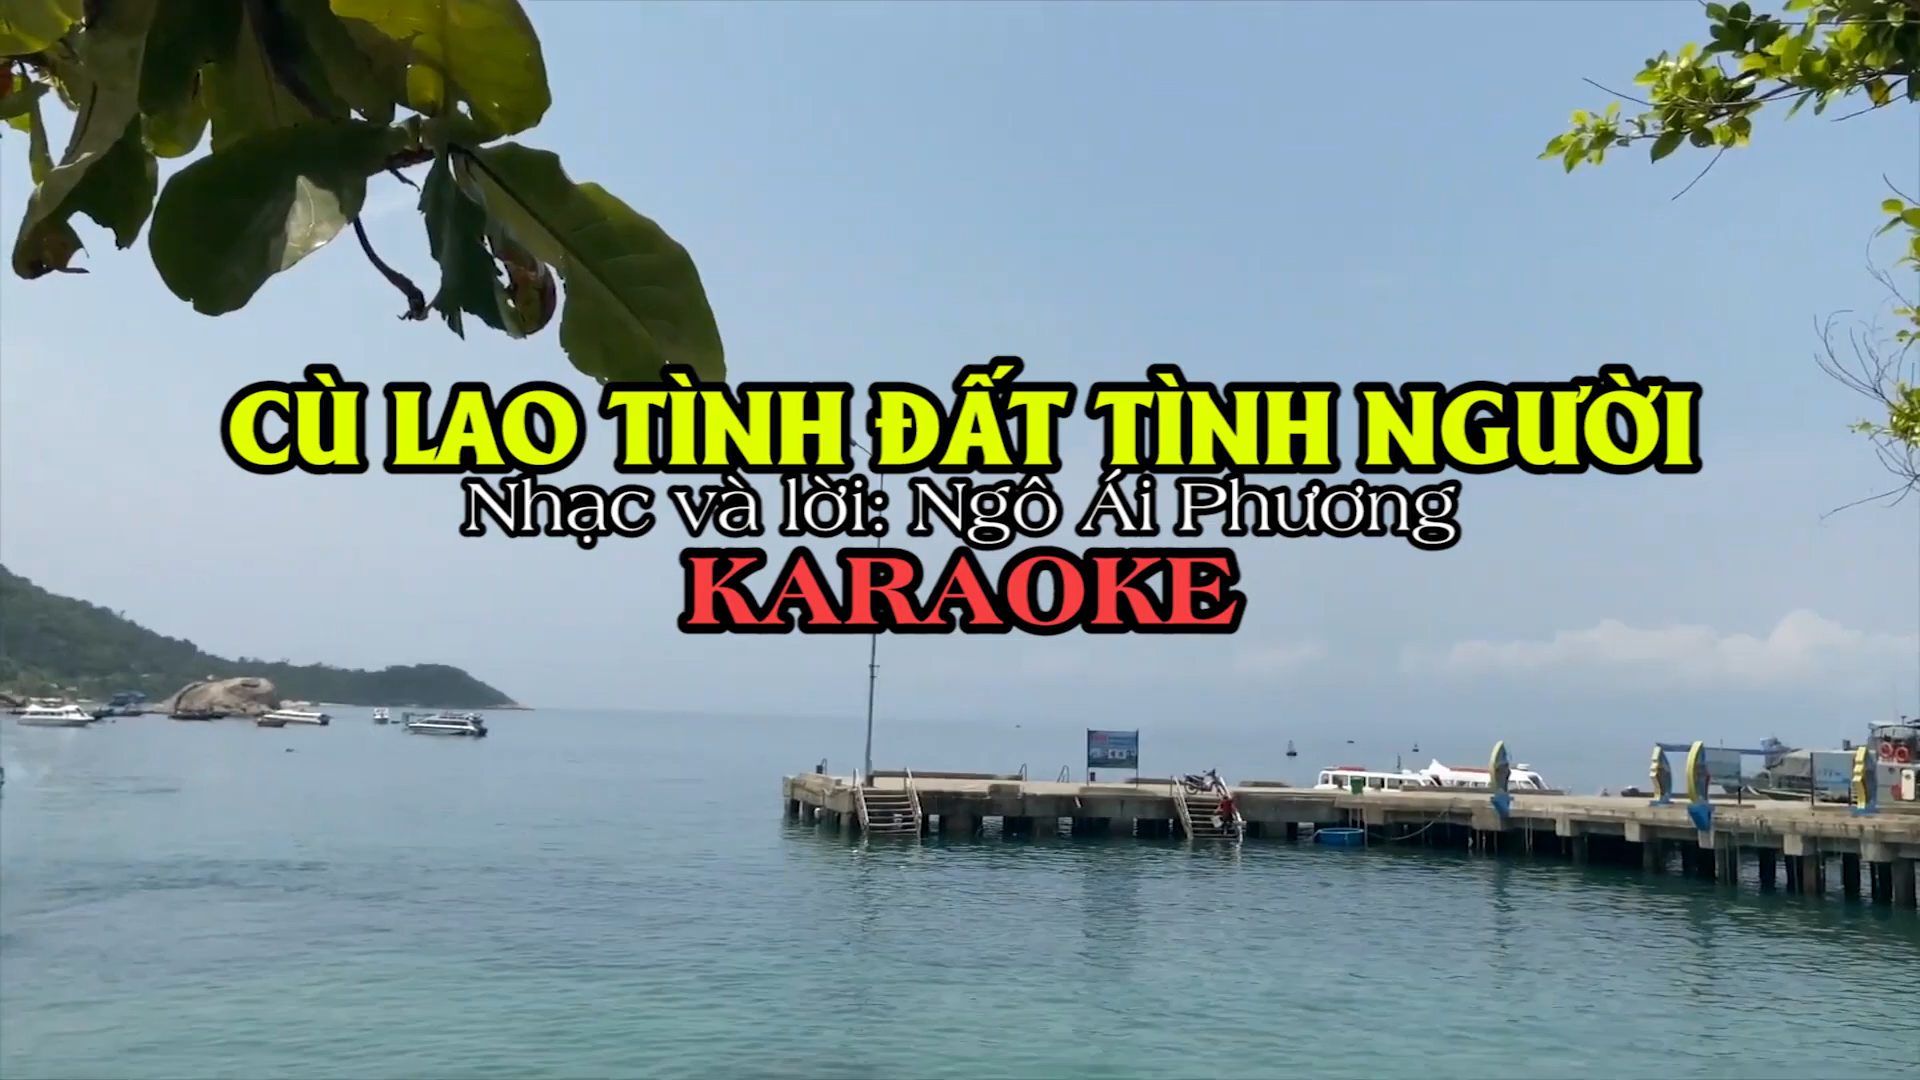 CÙ LAO TÌNH ĐẤT TÌNH NGƯỜI
Nhạc và lời: Ngô Ái Phương
KARAOKE